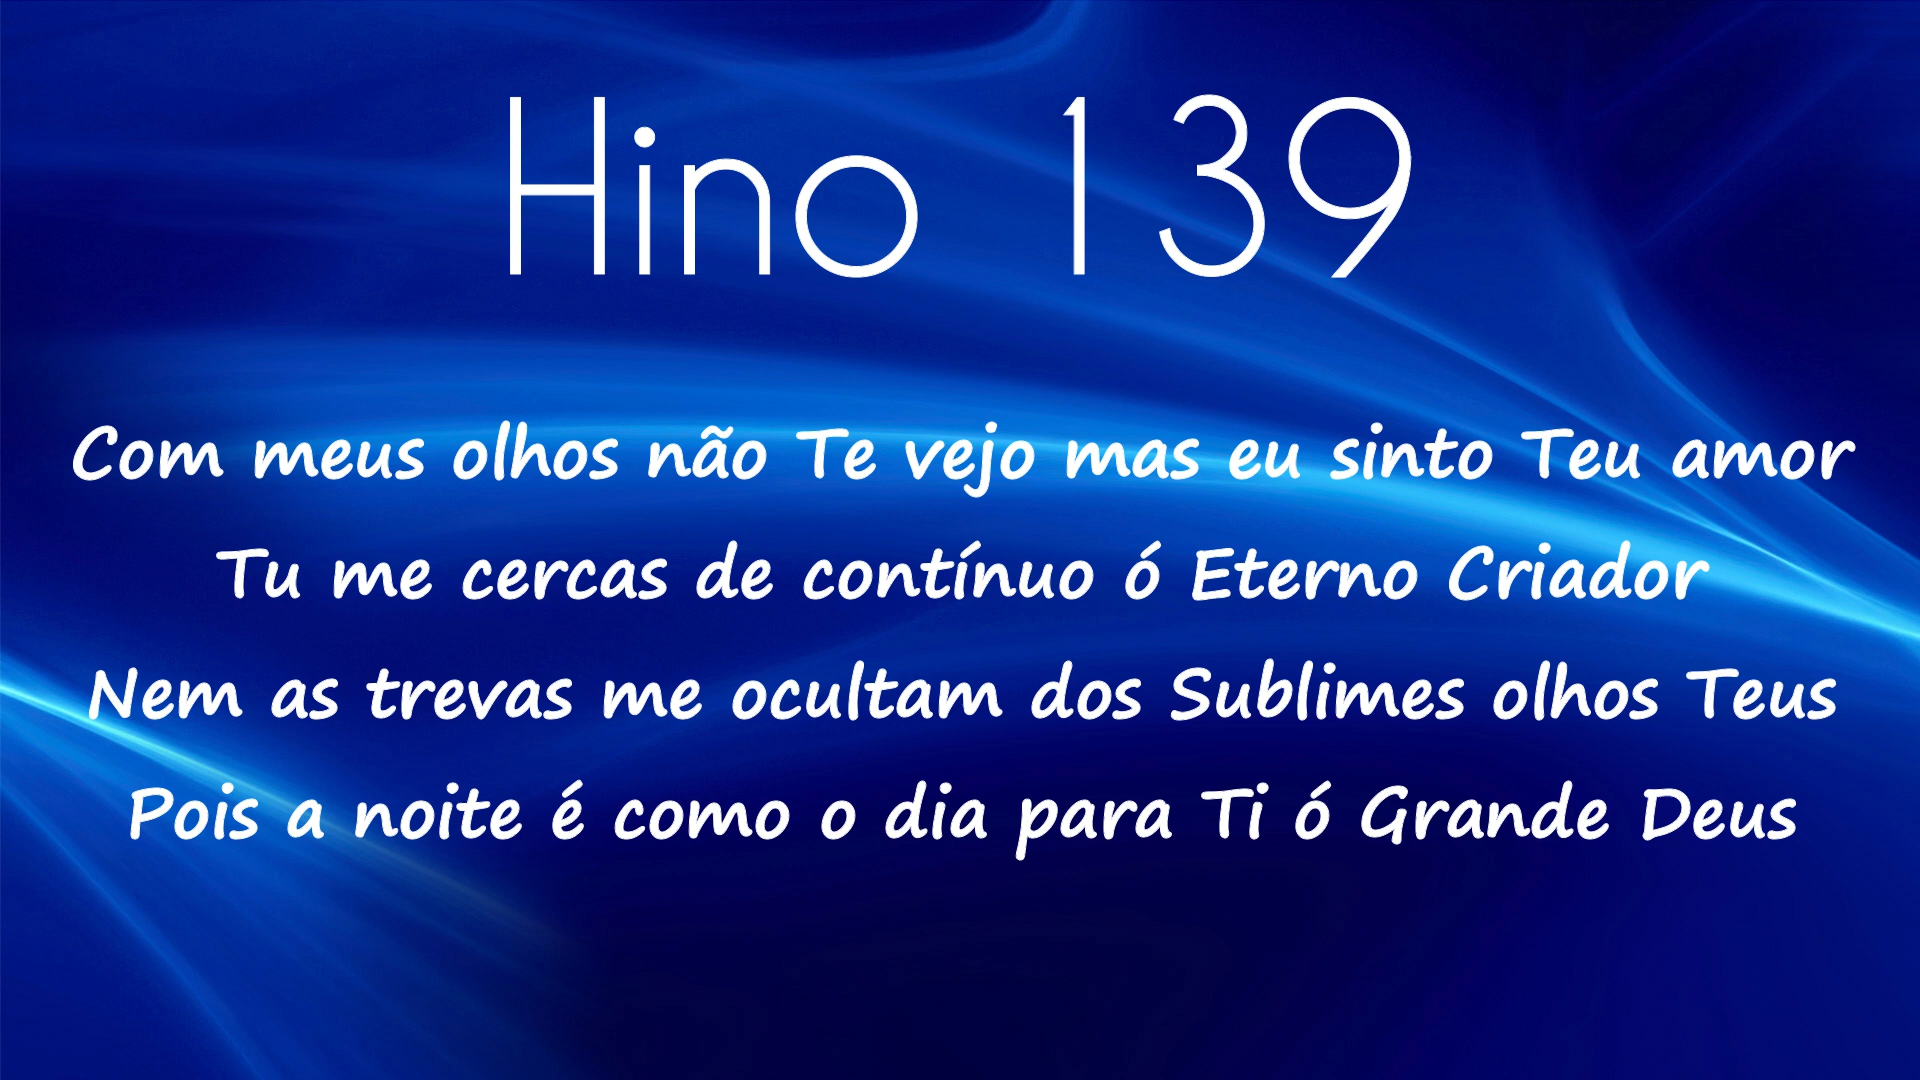 Hino 139
Com meus olhos não Te vejo mas eu sinto Teu amor
Tu me cercas de contínuo ó Eterno Criador
Nem as trevas me ocultam dos Sublimes olhos Teus
Pois a noite é como o dia para Ti ó Grande Deus